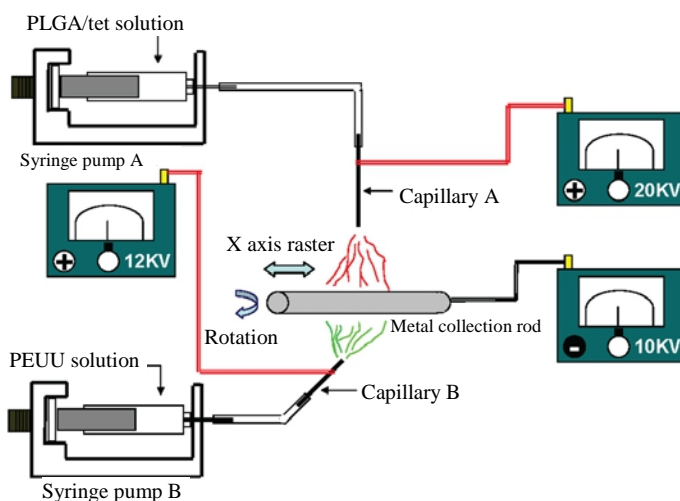 PLGA/tet solution
Syringe pump A
20KV
Capillary A
12KV
X axis raster
Rotation
Metal collection rod
10KV
PEUU solution
Capillary B
Syringe pump B